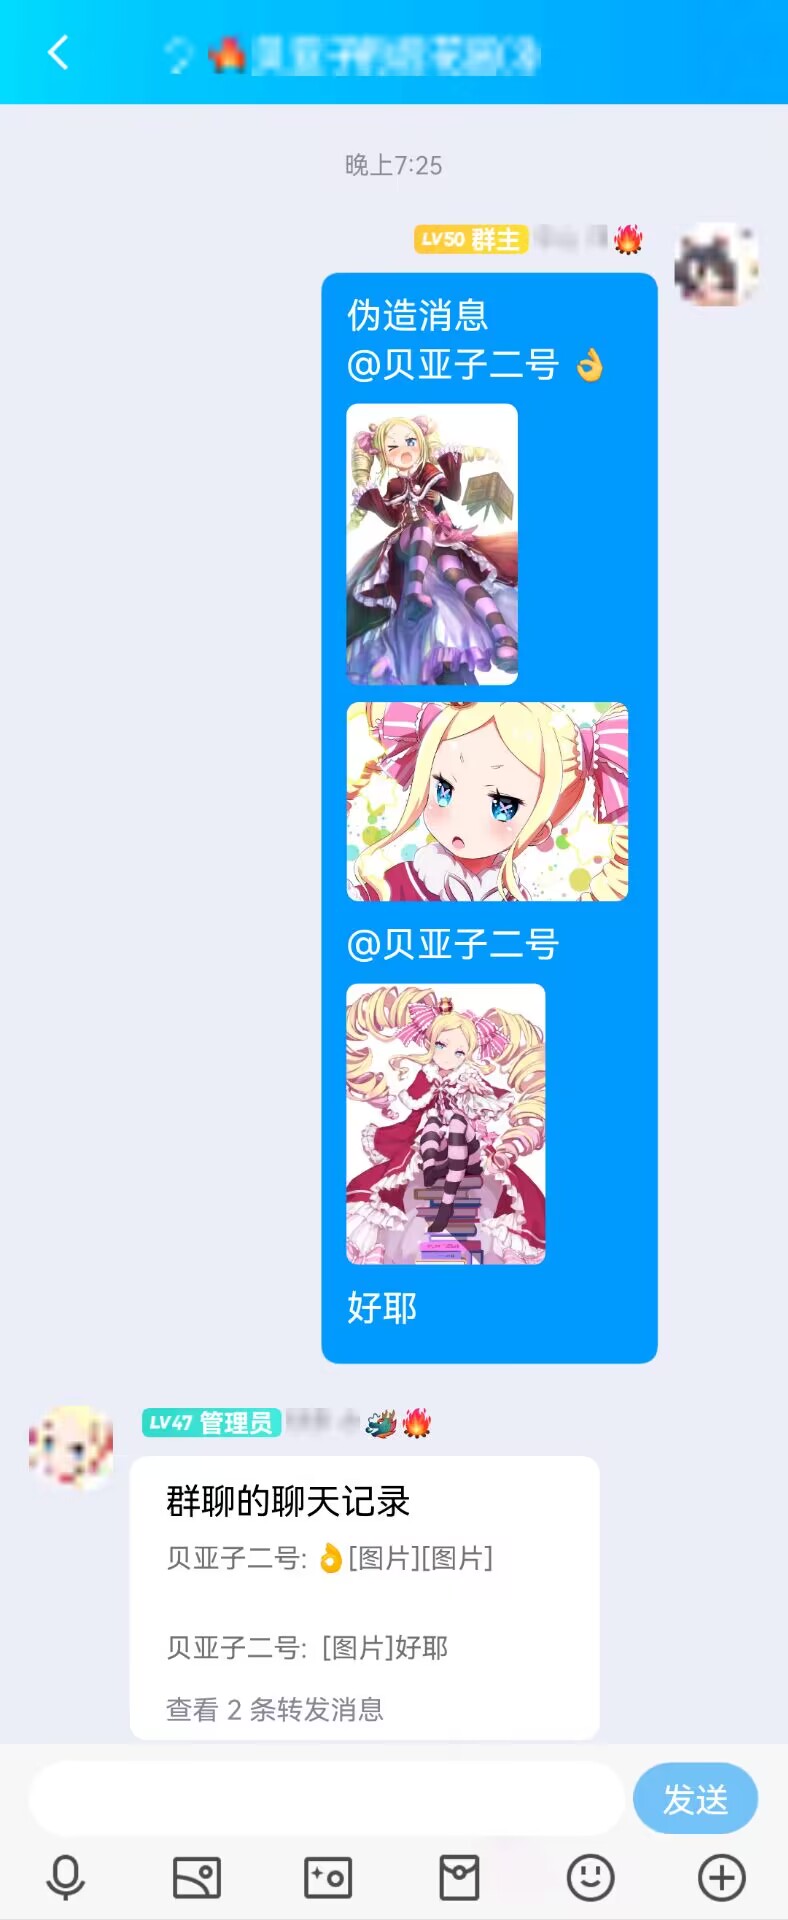 晚上7:25
LV50 群主
伪造消息
@贝亚子二号 👌
@贝亚子二号
好耶
LV47 管理员
群聊的聊天记录
贝亚子二号: 👌[图片][图片]
贝亚子二号: [图片]好耶
查看 2 条转发消息
发送